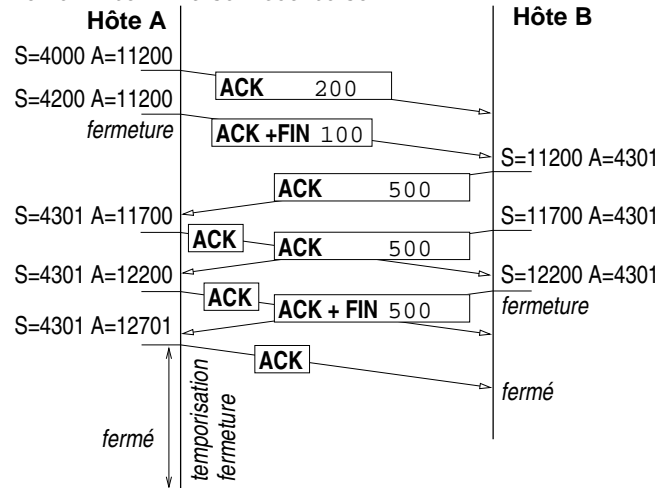 Hôte A
Hôte B
S=4000 A=11200
ACK 200
S=4200 A=11200
fermeture
ACK +FIN 100
S=11200 A=4301
ACK 500
S=4301 A=11700
S=11700 A=4301
ACK
ACK 500
S=4301 A=12200
S=12200 A=4301
ACK
ACK + FIN 500
fermeture
S=4301 A=12701
ACK
fermé
fermé
temporisation
fermeture